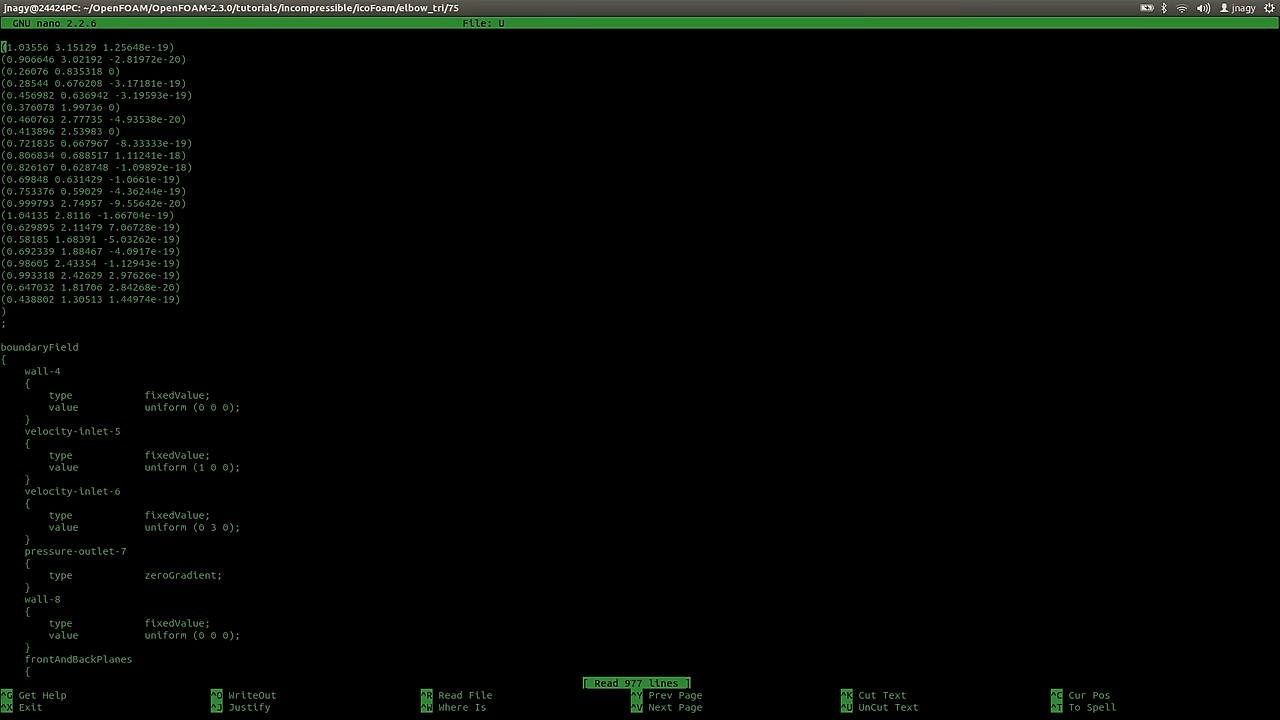 jnagy@24424PC: ~/OpenFOAM/OpenFOAM-2.3.0/tutorials/incompressible/icoFoam/elbow_tri/75 jnagy
GNU nano 2.2.6 File: U
(1.03556 3.15129 1.25648e-19)
(0.906646 3.02192 -2.81972e-20)
(0.26076 0.835318 0)
(0.28544 0.676208 -3.17181e-19)
(0.456982 0.636942 -3.19593e-19)
(0.376078 1.99736 0)
(0.460763 2.77735 -4.93538e-20)
(0.413896 2.53983 0)
(0.721835 0.667967 -8.33333e-19)
(0.806834 0.688517 1.11241e-18)
(0.826167 0.628748 -1.09892e-18)
(0.69848 0.631429 -1.0661e-19)
(0.753376 0.59029 -4.36244e-19)
(0.999793 2.74957 -9.55642e-20)
(1.04135 2.8116 -1.66704e-19)
(0.629895 2.11479 7.06728e-19)
(0.58185 1.68391 -5.03262e-19)
(0.692339 1.88467 -4.0917e-19)
(0.98605 2.43354 -1.12943e-19)
(0.993318 2.42629 2.97626e-19)
(0.647032 1.81706 2.84268e-20)
(0.438802 1.30513 1.44974e-19)
)
;
boundaryField
{
wall-4
{
type fixedValue;
value uniform (0 0 0);
}
velocity-inlet-5
{
type fixedValue;
value uniform (1 0 0);
}
velocity-inlet-6
{
type fixedValue;
value uniform (0 3 0);
}
pressure-outlet-7
{
type zeroGradient;
}
wall-8
{
type fixedValue;
value uniform (0 0 0);
}
frontAndBackPlanes
{
[ Read 977 lines ]
^G Get Help ^O WriteOut ^R Read File ^Y Prev Page ^K Cut Text ^C Cur Pos
^X Exit ^J Justify ^W Where Is ^V Next Page ^U UnCut Text ^T To Spell